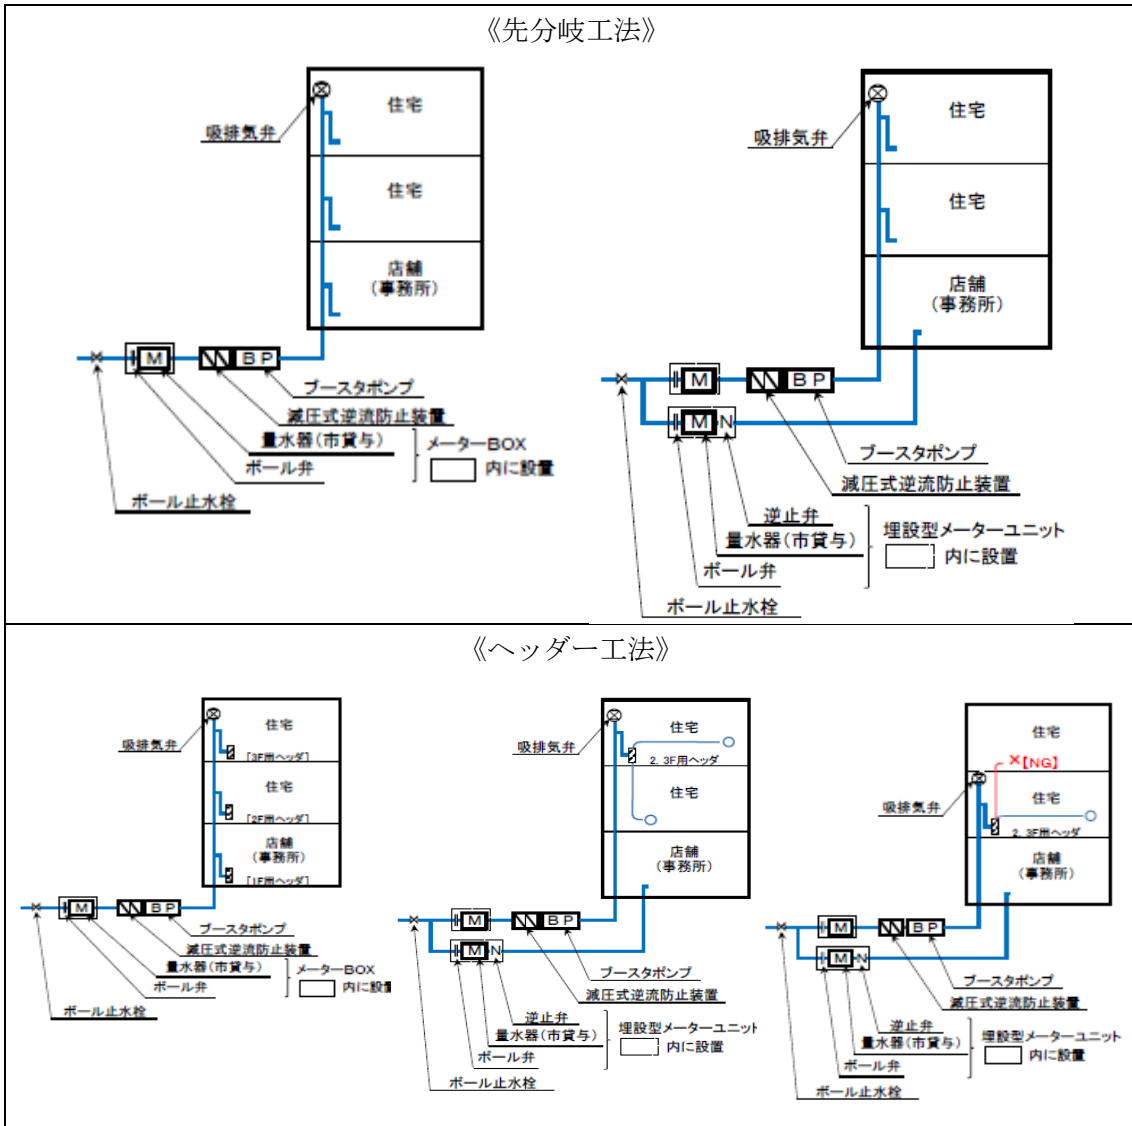 《先分岐工法》
住宅
吸排気弁
住宅
店舗
(事務所)
M
BP
ブースタポンプ
減圧式逆流防止装置
量水器(市貸与)
ボール弁
メーターBOX
内に設置
ボール止水栓
住宅
吸排気弁
住宅
店舗
(事務所)
M
BP
M
N
ブースタポンプ
減圧式逆流防止装置
逆止弁
量水器(市貸与)
ボール弁
埋設型メーターユニット
内に設置
ボール止水栓
《ヘッダー工法》
住宅
吸排気弁
[3F用ヘッダ]
住宅
[2F用ヘッダ]
店舗
(事務所)
[1F用ヘッダ]
M
BP
ブースタポンプ
減圧式逆流防止装置
量水器(市貸与)
ボール弁
メーターBOX
内に設置
ボール止水栓
住宅
吸排気弁
2. 3F用ヘッダ
住宅
店舗
(事務所)
M
BP
M
N
ブースタポンプ
減圧式逆流防止装置
逆止弁
量水器(市貸与)
ボール弁
埋設型メーターユニット
内に設置
ボール止水栓
住宅
×【NG】
吸排気弁
住宅
2. 3F用ヘッダ
店舗
(事務所)
M
BP
M
N
ブースタポンプ
減圧式逆流防止装置
逆止弁
量水器(市貸与)
ボール弁
埋設型メーターユニット
内に設置
ボール止水栓